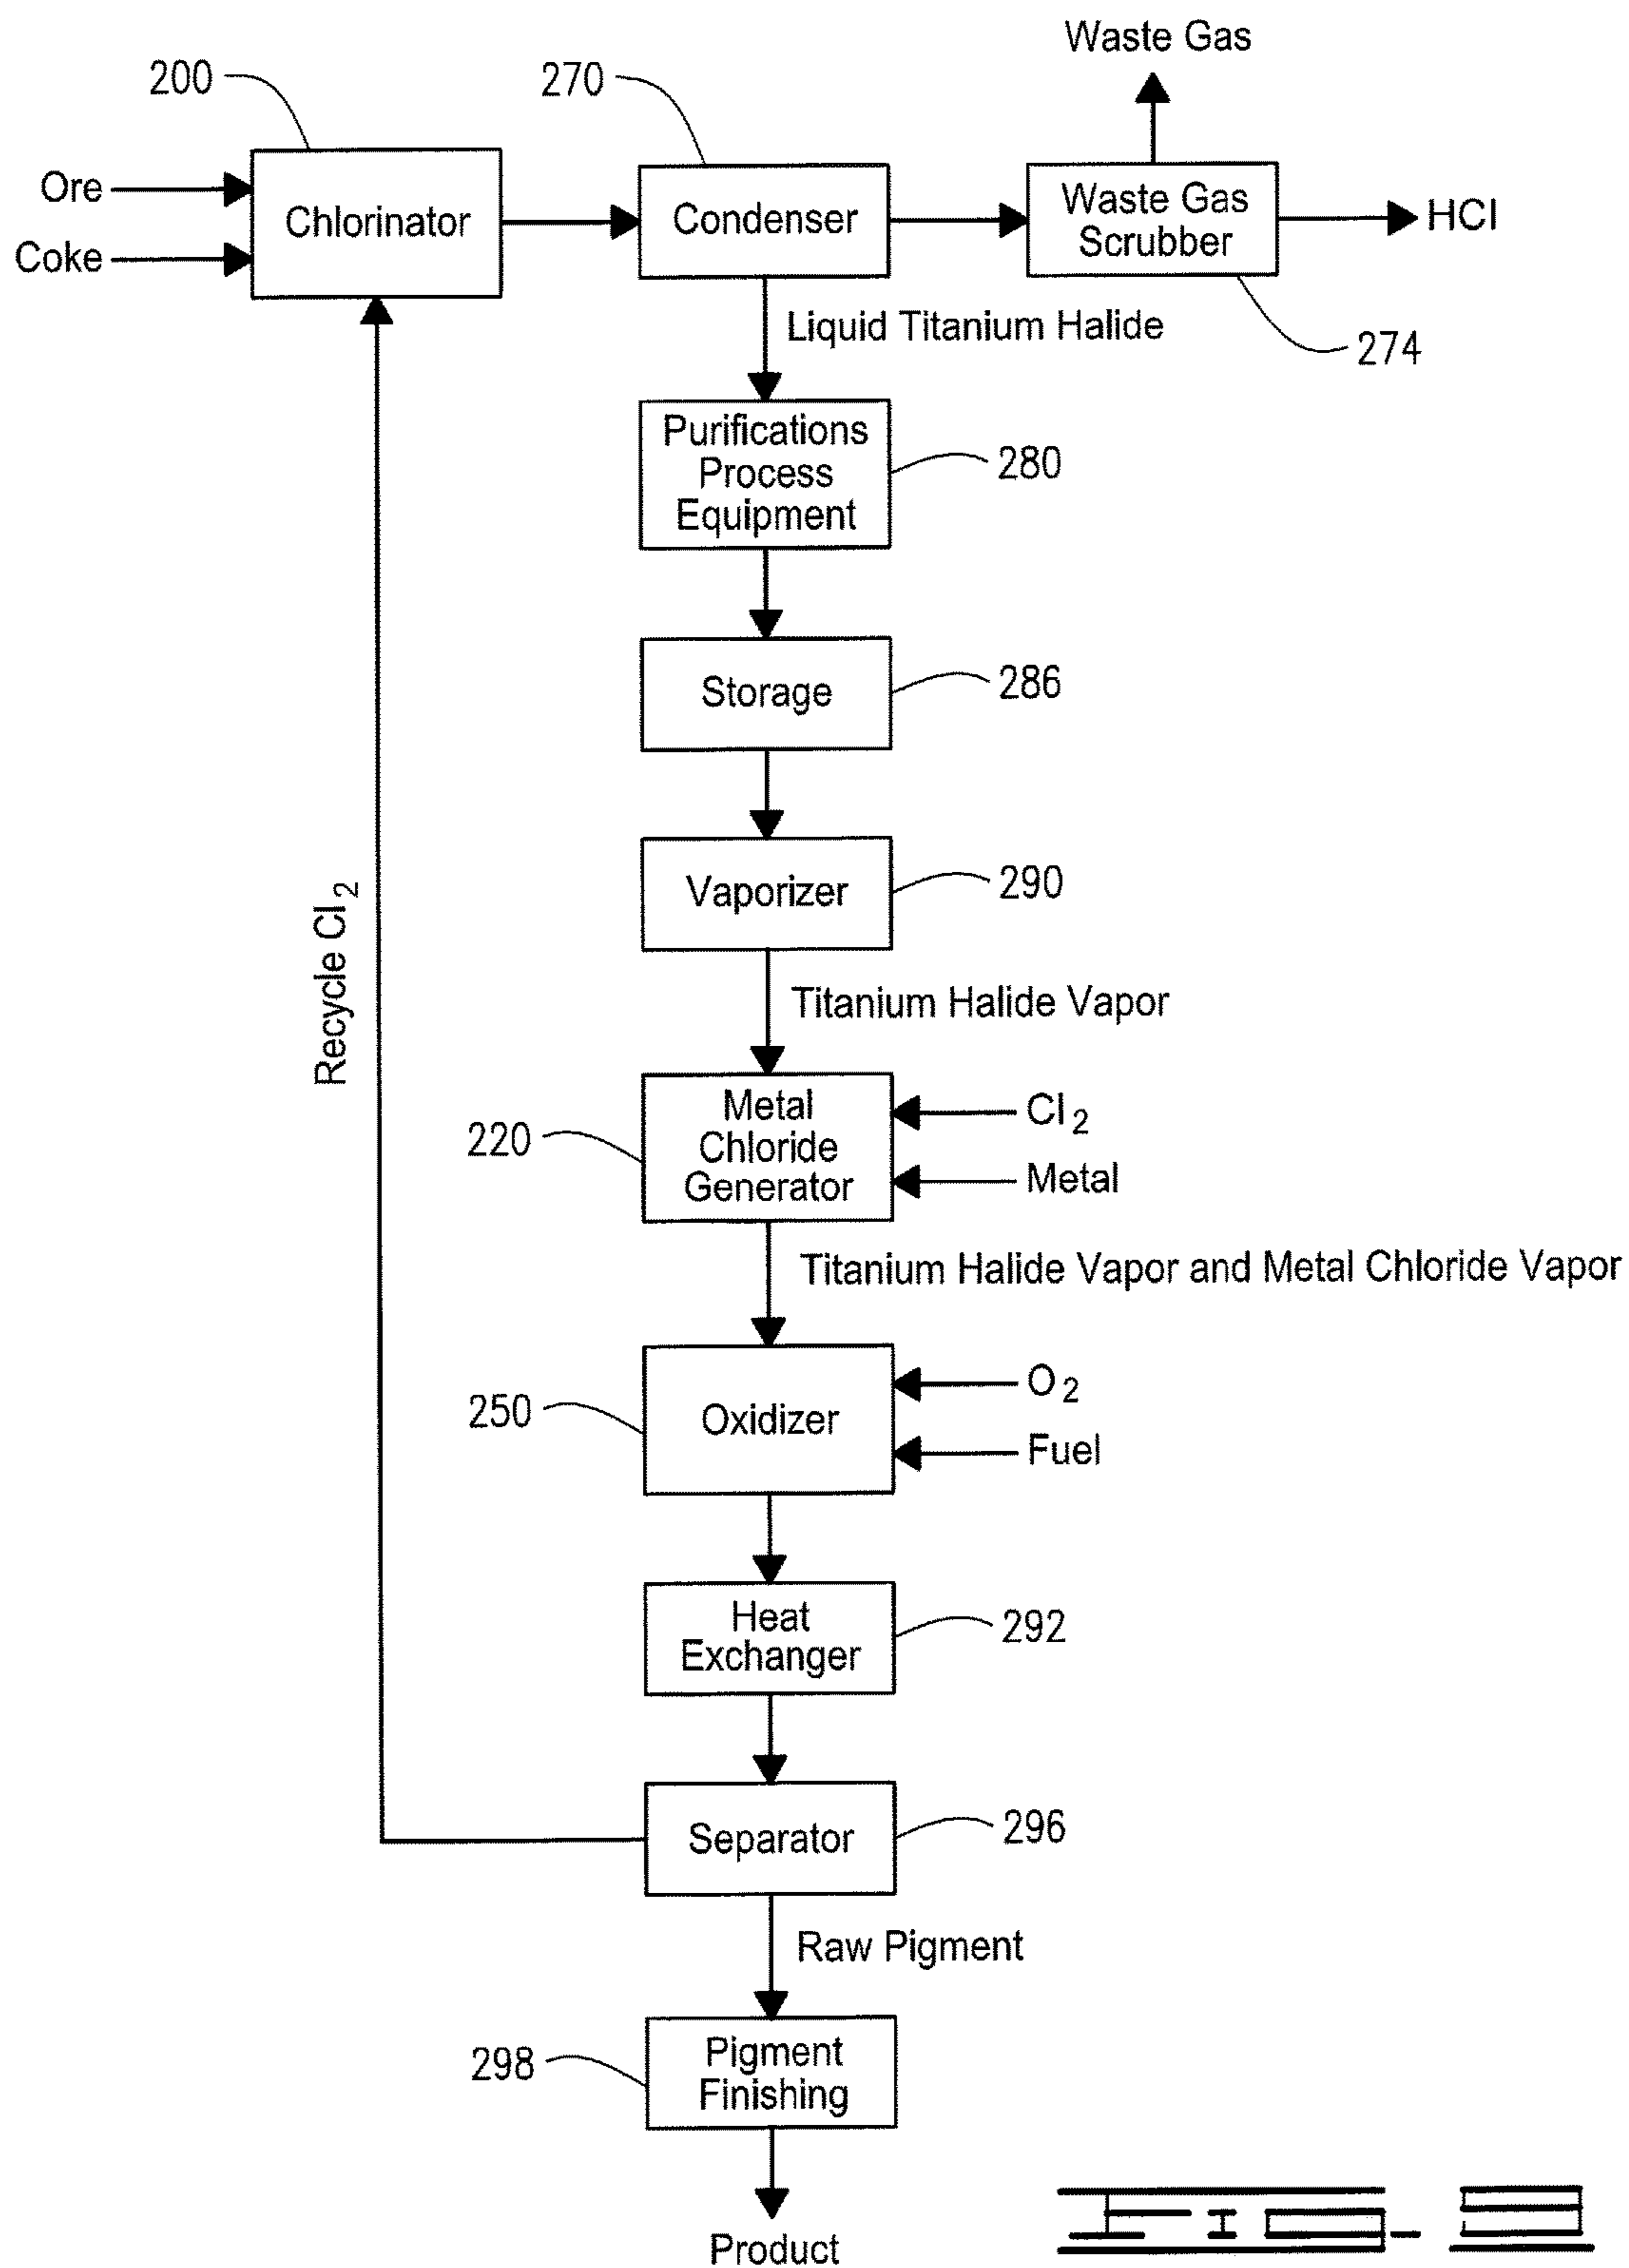 Waste Gas
200
270
Ore
Coke
Chlorinator
Condenser
Waste Gas
Scrubber
HCl
274
Liquid Titanium Halide
Purifications
Process
Equipment
280
Storage
286
Vaporizer
290
Recycle Cl2
Titanium Halide Vapor
Metal
Chloride
Generator
220
Cl2
Metal
Titanium Halide Vapor and Metal Chloride Vapor
Oxidizer
250
O2
Fuel
Heat
Exchanger
292
Separator
296
Raw Pigment
Pigment
Finishing
298
Product
FIG. 8